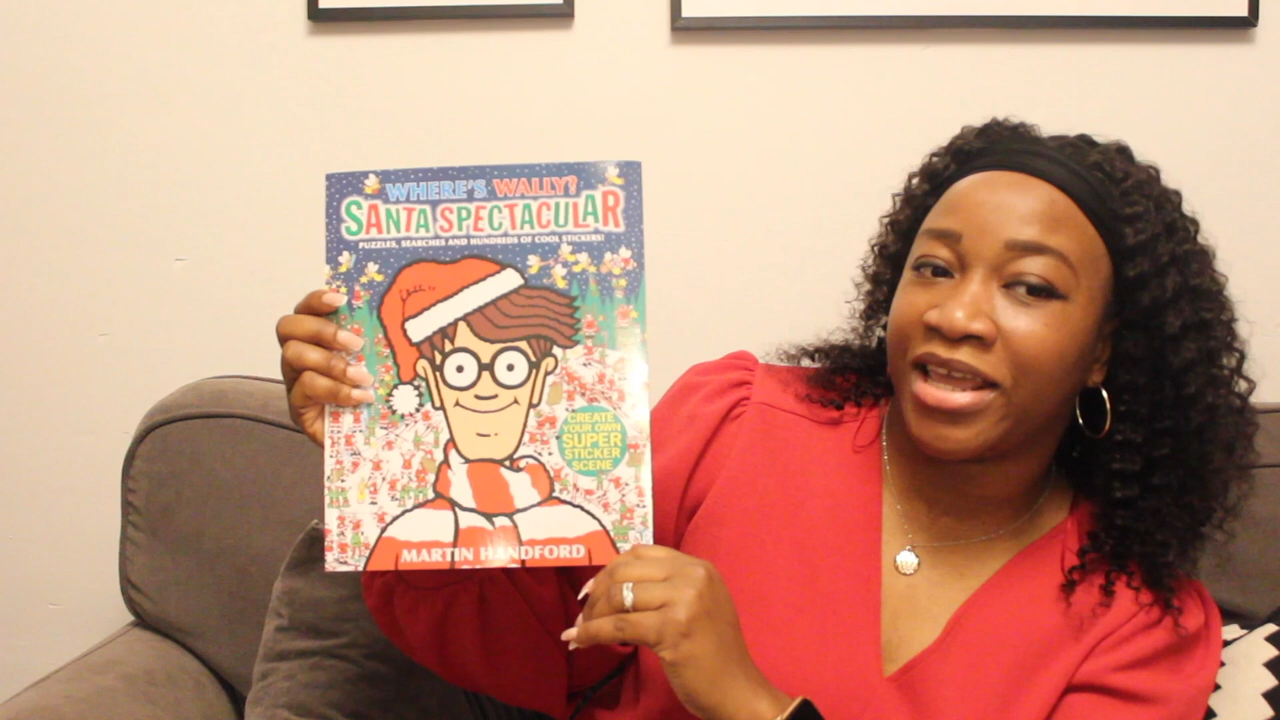 WHERE'S WALLY?
SANTA SPECTACULAR
PUZZLES, SEARCHES AND HUNDREDS OF COOL STICKERS!
CREATE
YOUR OWN
SUPER
STICKER
SCENE
MARTIN HANDFORD